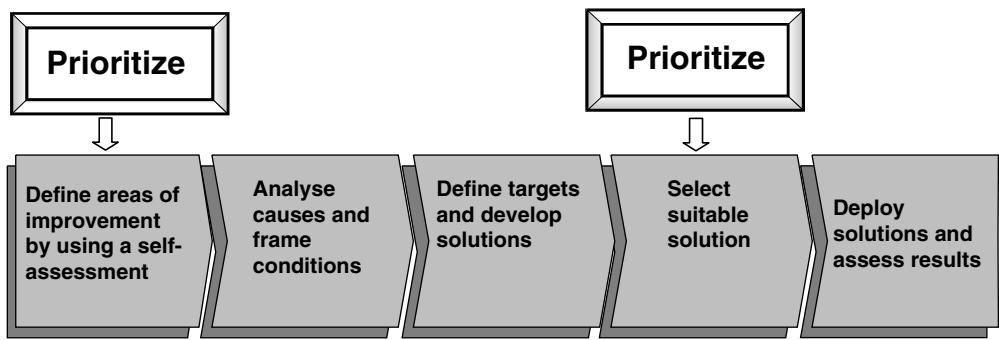 Prioritize
Prioritize
Define areas of
improvement
by using a self-
assessment
Analyse
causes and
frame
conditions
Define targets
and develop
solutions
Select
suitable
solution
Deploy
solutions and
assess results